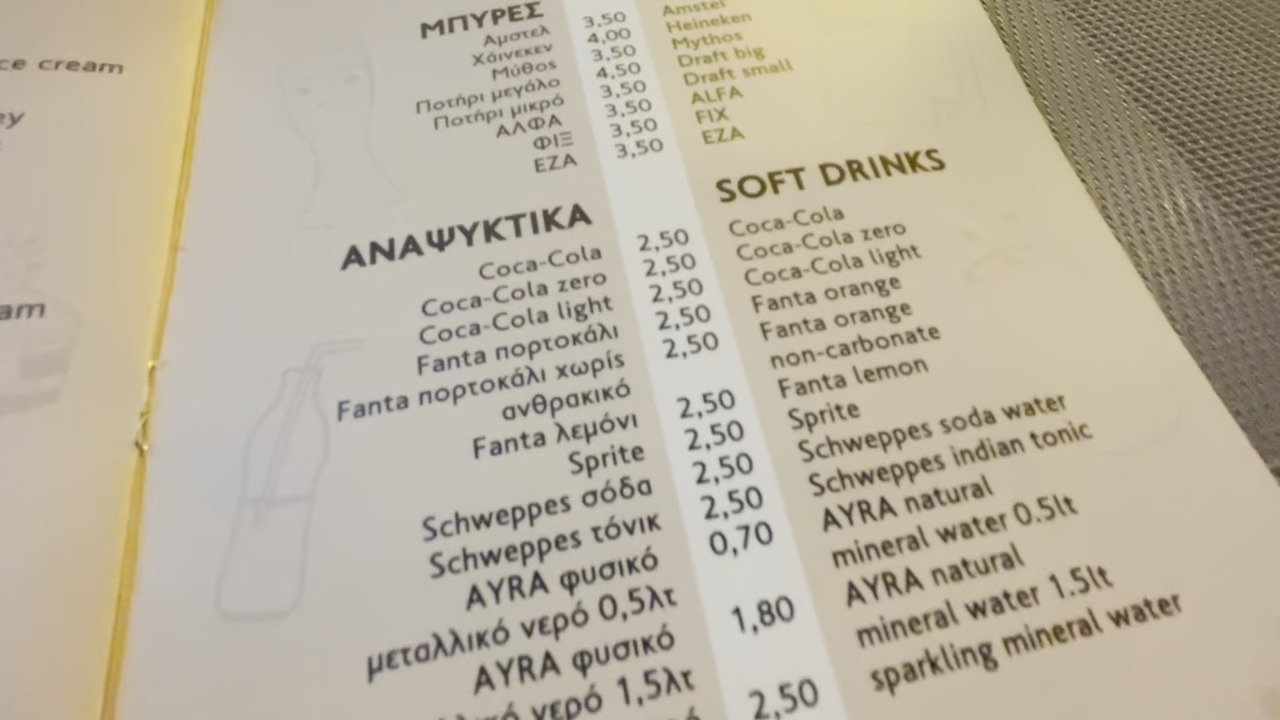 ce cream
ey
am
ΜΠΥΡΕΣ
Αμστελ 3,50 Amstel
Χάινεκεν 4,00 Heineken
Μύθος 3,50 Mythos
Ποτήρι μεγάλο 4,50 Draft big
Ποτήρι μικρό 3,50 Draft small
ΑΛΦΑ 3,50 ALFA
ΦΙΞ 3,50 FIX
ΕΖΑ 3,50 EZA
ΑΝΑΨΥΚΤΙΚΑ SOFT DRINKS
Coca-Cola 2,50 Coca-Cola
Coca-Cola zero 2,50 Coca-Cola zero
Coca-Cola light 2,50 Coca-Cola light
Fanta πορτοκάλι 2,50 Fanta orange
Fanta πορτοκάλι χωρίς 2,50 Fanta orange
ανθρακικό non-carbonate
Fanta λεμόνι 2,50 Fanta lemon
Sprite 2,50 Sprite
Schweppes σόδα 2,50 Schweppes soda water
Schweppes τόνικ 2,50 Schweppes indian tonic
AYRA φυσικό 0,70 AYRA natural
μεταλλικό νερό 0,5λτ mineral water 0.5lt
AYRA φυσικό 1,80 AYRA natural
νερό 1,5λτ mineral water 1.5lt
2,50 sparkling mineral water